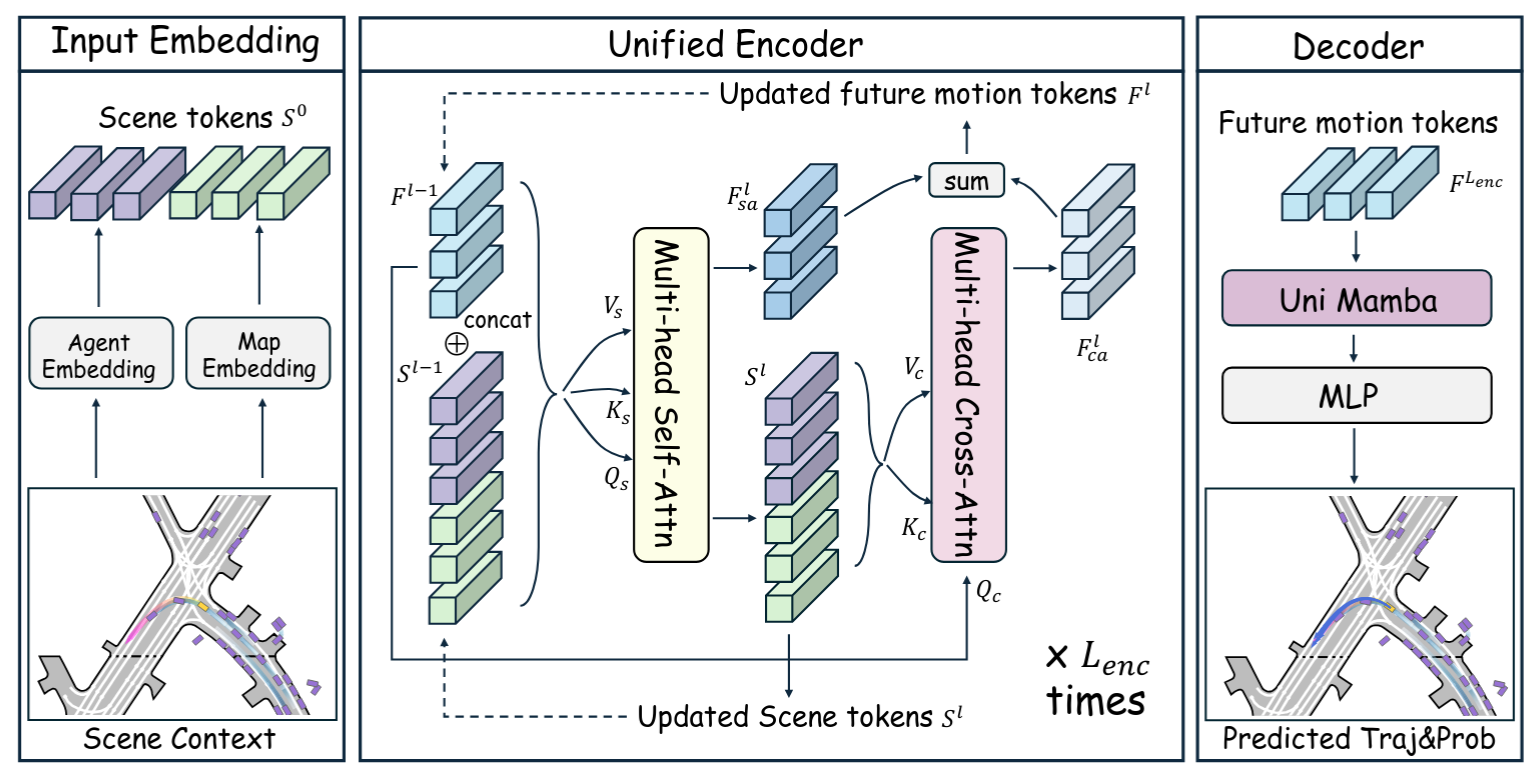 Input Embedding
Scene tokens S^0
Agent
Embedding
Map
Embedding
Scene Context
Unified Encoder
Updated future motion tokens F^l
F^{l-1}
concat
⊕
S^{l-1}
V_s
K_s
Q_s
Multi-head Self-Attn
F^l_{sa}
sum
S^l
V_c
K_c
Multi-head Cross-Attn
Q_c
F^l_{ca}
x L_{enc}
times
Updated Scene tokens S^l
Decoder
Future motion tokens
F^{L_{enc}}
Uni Mamba
MLP
Predicted Traj&Prob